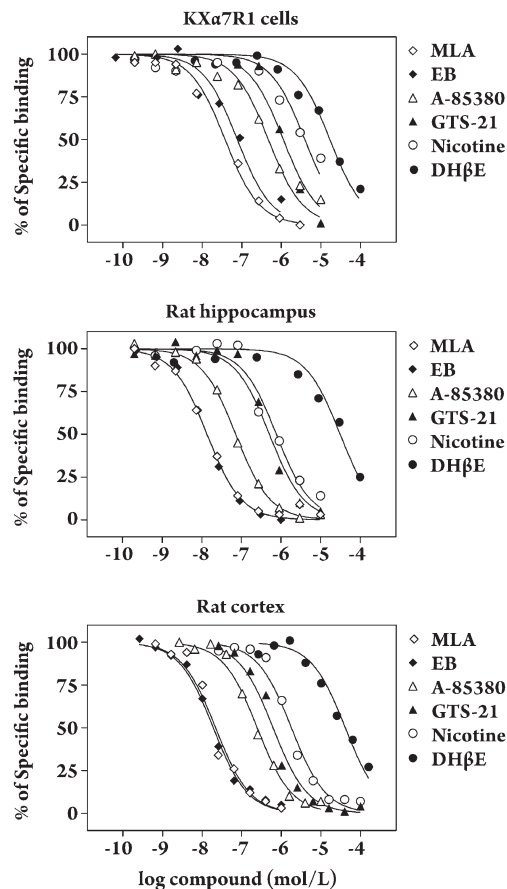 KXα7R1 cells
% of Specific binding
100
75
50
25
0
-10 -9 -8 -7 -6 -5 -4
MLA
EB
A-85380
GTS-21
Nicotine
DHβE
Rat hippocampus
% of Specific binding
100
75
50
25
0
-10 -9 -8 -7 -6 -5 -4
MLA
EB
A-85380
GTS-21
Nicotine
DHβE
Rat cortex
% of Specific binding
100
75
50
25
0
-10 -9 -8 -7 -6 -5 -4
MLA
EB
A-85380
GTS-21
Nicotine
DHβE
log compound (mol/L)